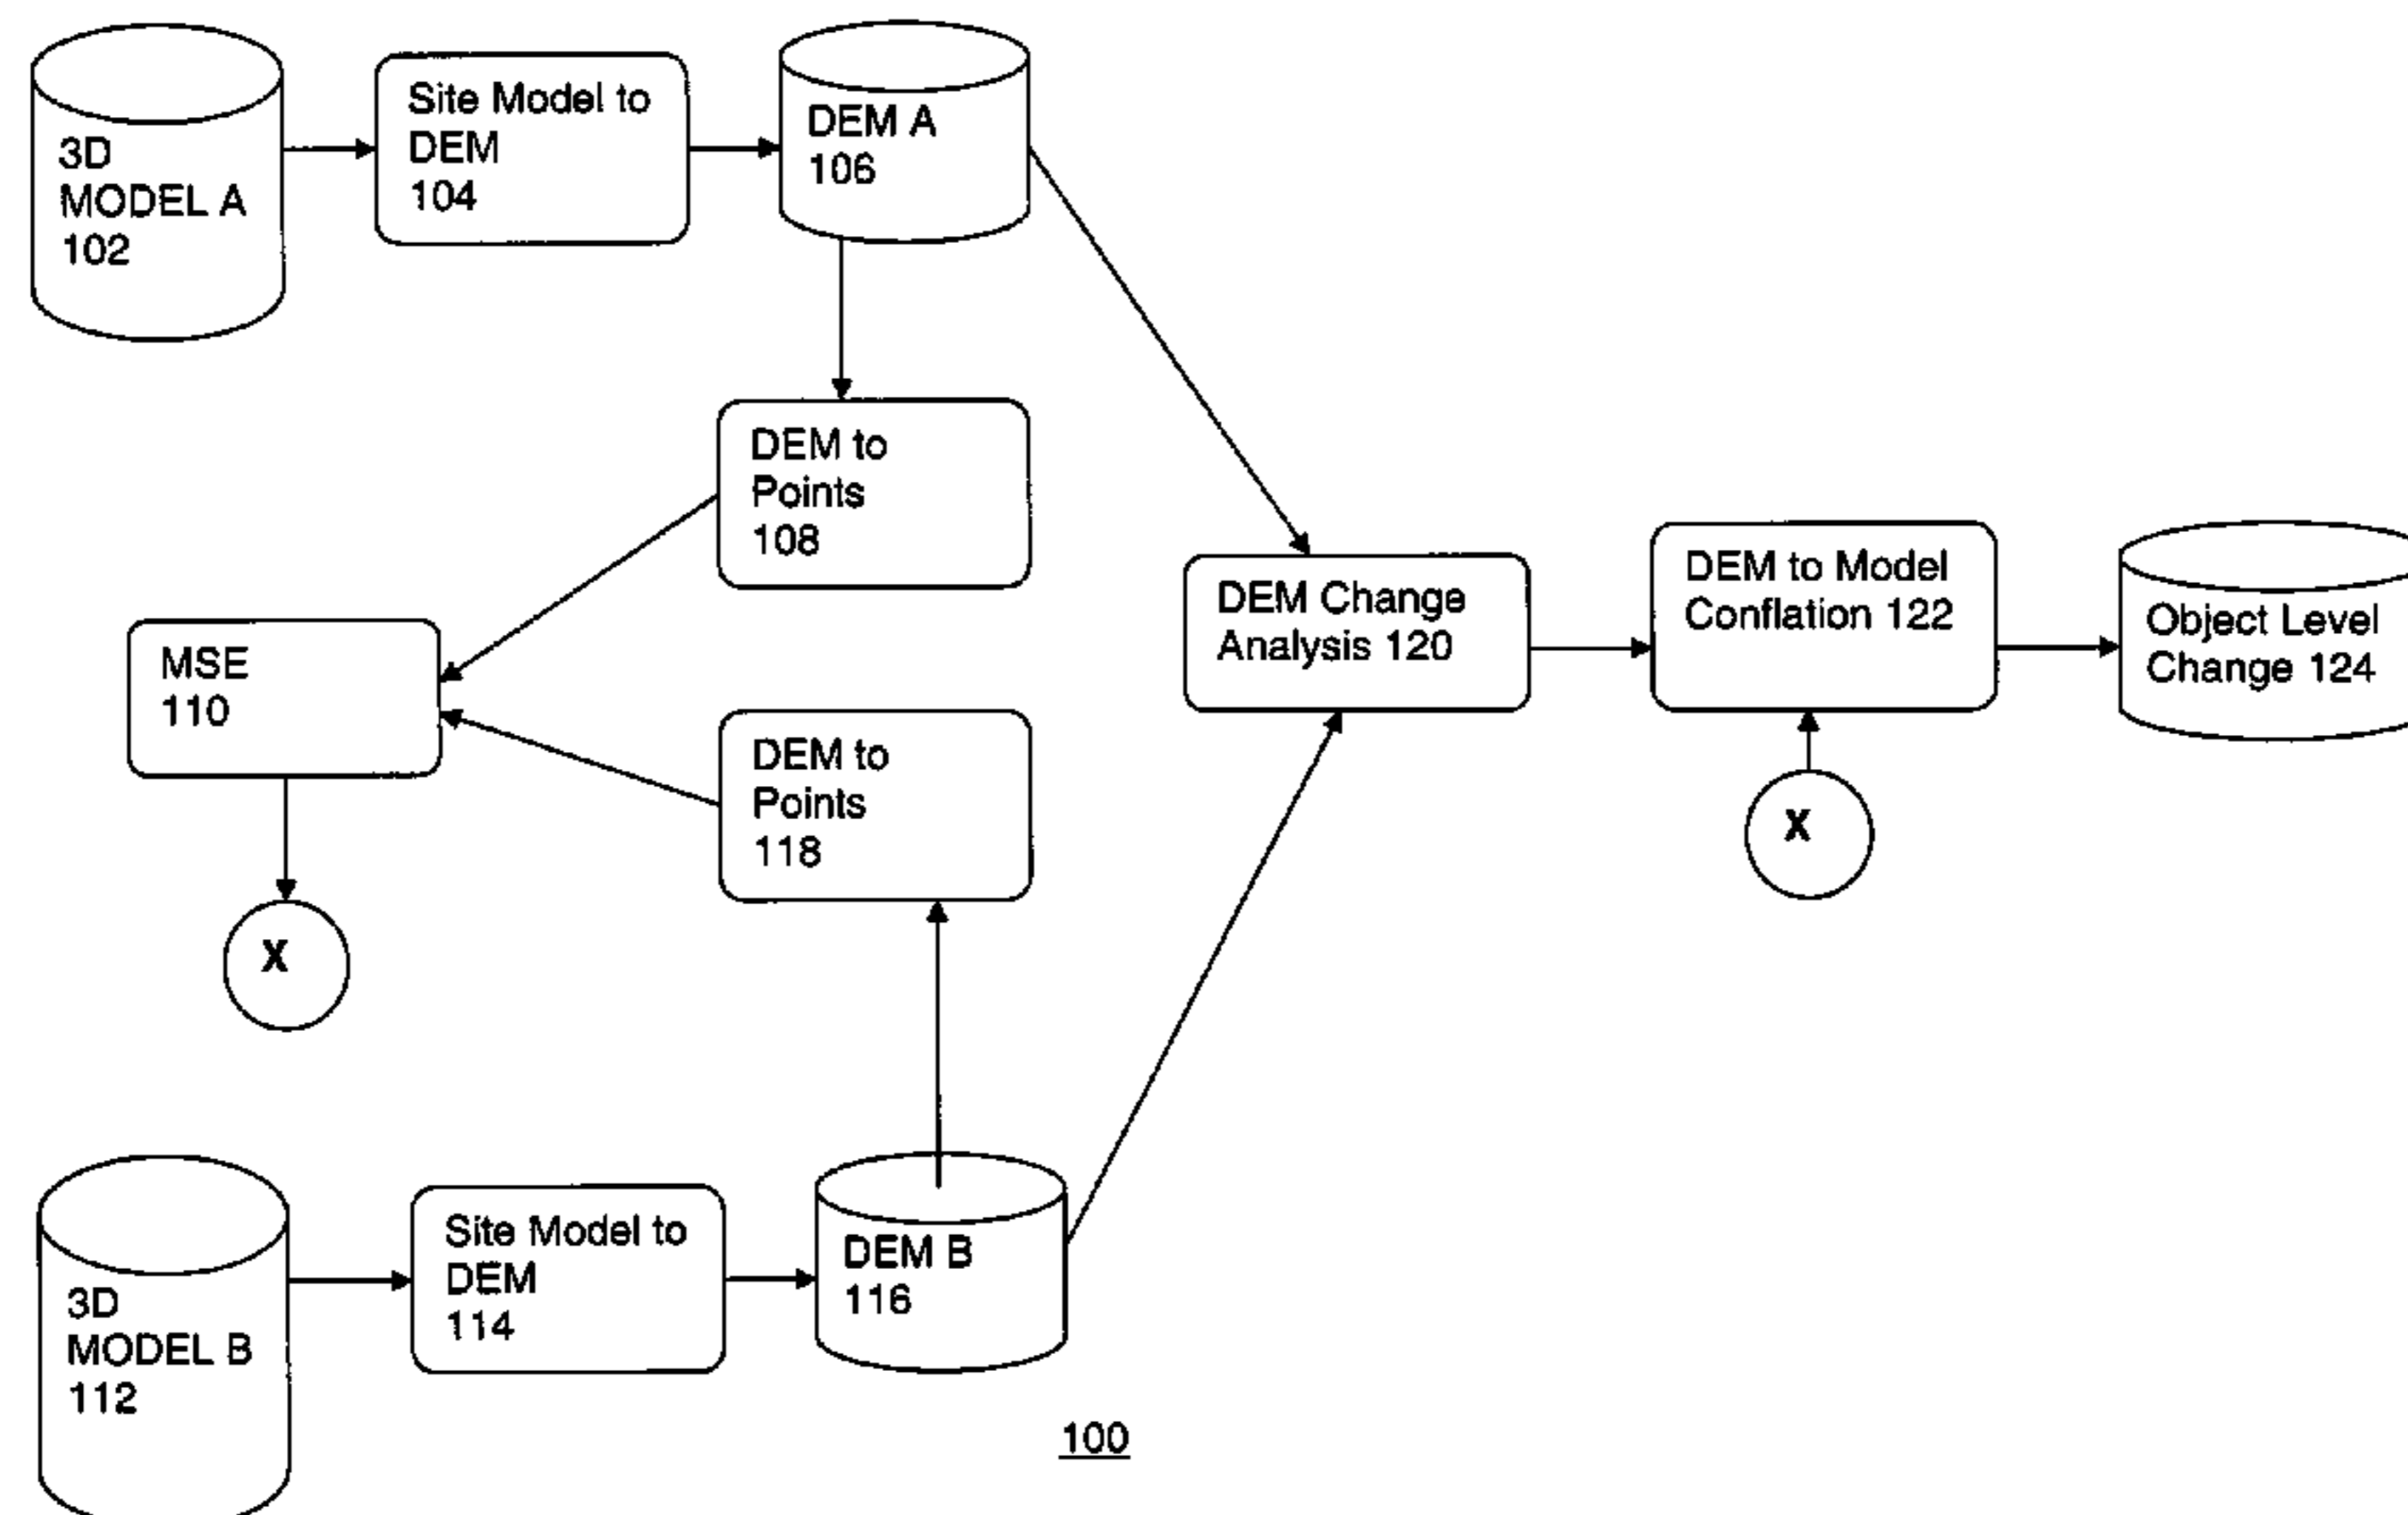 3D
MODEL A
102
Site Model to
DEM
104
DEM A
106
DEM to
Points
108
MSE
110
DEM to
Points
118
X
DEM Change
Analysis 120
DEM to Model
Conflation 122
Object Level
Change 124
X
3D
MODEL B
112
Site Model to
DEM
114
DEM B
116
100